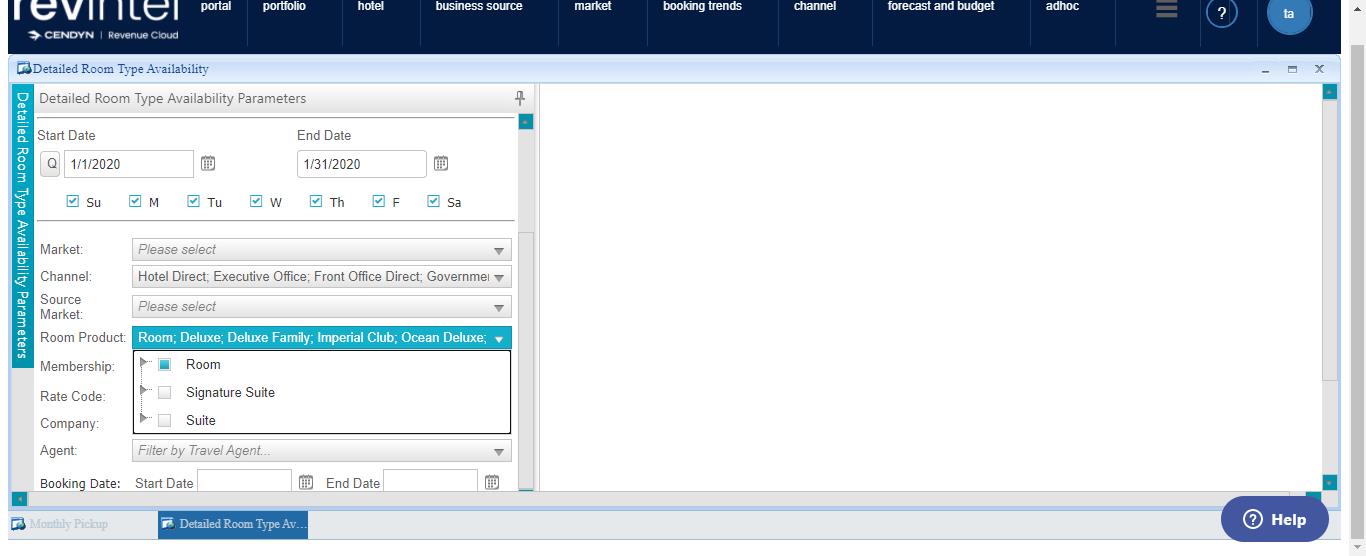 revintel
CENDYN | Revenue Cloud
portal portfolio hotel business source market booking trends channel forecast and budget adhoc ? ta
Detailed Room Type Availability
Detailed Room Type Availability Parameters
Detailed Room Type Availability Parameters
Start Date End Date
Q 1/1/2020 1/31/2020
Su M Tu W Th F Sa
Market: Please select
Channel: Hotel Direct; Executive Office; Front Office Direct; Governme
Source Market: Please select
Room Product: Room; Deluxe; Deluxe Family; Imperial Club; Ocean Deluxe;
Membership: Room
Rate Code: Signature Suite
Company: Suite
Agent: Filter by Travel Agent...
Booking Date: Start Date End Date
? Help
Monthly Pickup Detailed Room Type Av...